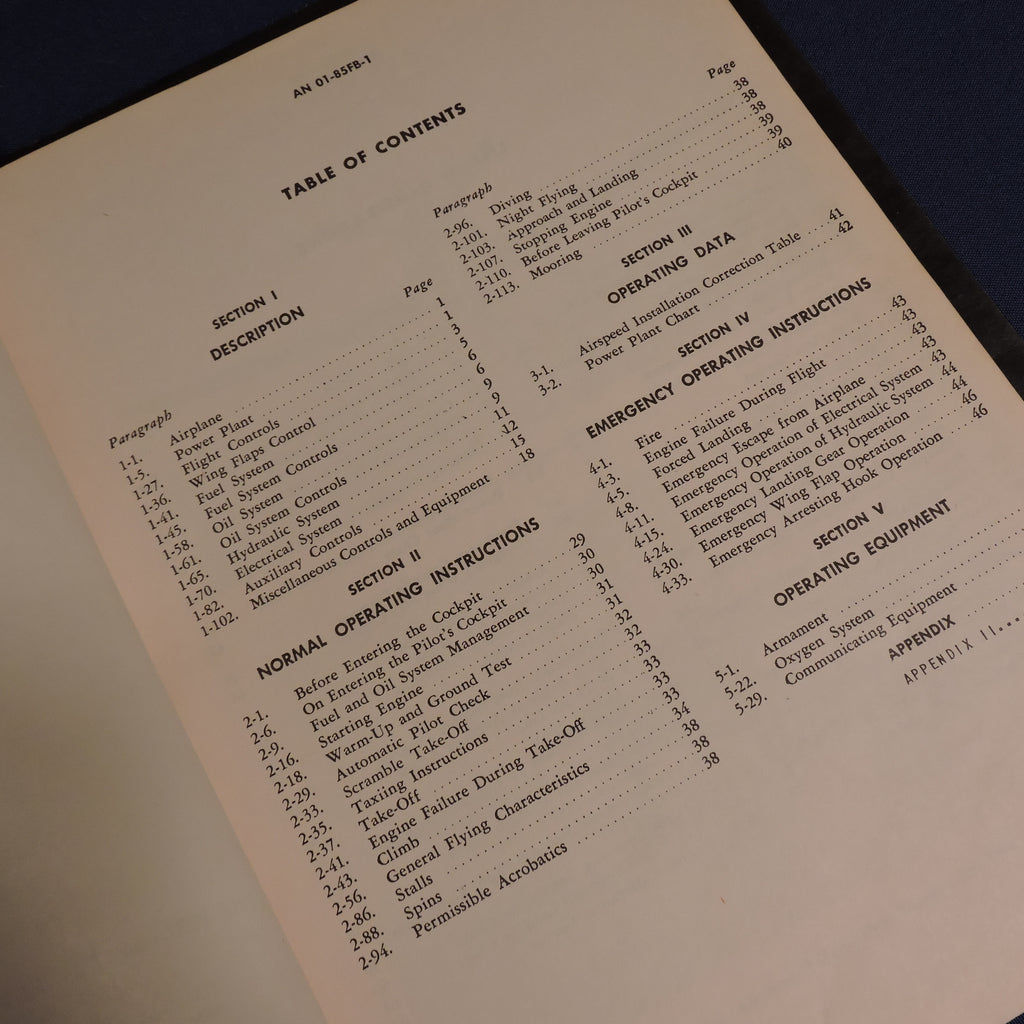 AN 01-85FB-1
TABLE OF CONTENTS
SECTION I
DESCRIPTION
Paragraph Page
1-1. Airplane 1
1-5. Power Plant 1
1-27. Flight Controls 3
1-36. Wing Flaps Control 5
1-41. Fuel System 6
1-45. Fuel System Controls 6
1-58. Oil System 9
1-61. Oil System Controls 9
1-65. Hydraulic System 11
1-70. Electrical System 12
1-82. Auxiliary Controls 15
1-102. Miscellaneous Controls and Equipment 18
SECTION II
NORMAL OPERATING INSTRUCTIONS
2-1. Before Entering the Cockpit 29
2-6. On Entering the Pilot's Cockpit 30
2-9. Fuel and Oil System Management 30
2-16. Starting Engine 31
2-18. Warm-Up and Ground Test 31
2-29. Automatic Pilot Check 32
2-33. Scramble Take-Off 32
2-35. Taxiing Instructions 33
2-37. Take-Off 33
2-41. Engine Failure During Take-Off 33
2-43. Climb 33
2-56. General Flying Characteristics 34
2-86. Stalls 38
2-88. Spins 38
2-94. Permissible Acrobatics 38
Paragraph Page
2-96. Diving 38
2-101. Night Flying 38
2-103. Approach and Landing 38
2-107. Stopping Engine 39
2-110. Before Leaving Pilot's Cockpit 39
2-113. Mooring 40
SECTION III
OPERATING DATA
3-1. Airspeed Installation Correction Table 41
3-2. Power Plant Chart 42
SECTION IV
EMERGENCY OPERATING INSTRUCTIONS
4-1. Fire 43
4-3. Engine Failure During Flight 43
4-5. Forced Landing 43
4-8. Emergency Escape from Airplane 43
4-11. Emergency Operation of Electrical System 43
4-15. Emergency Operation of Hydraulic System 44
4-24. Emergency Landing Gear Operation 44
4-30. Emergency Wing Flap Operation 46
4-33. Emergency Arresting Hook Operation 46
SECTION V
OPERATING EQUIPMENT
5-1. Armament
5-22. Oxygen System
5-29. Communicating Equipment
APPENDIX
APPENDIX II...